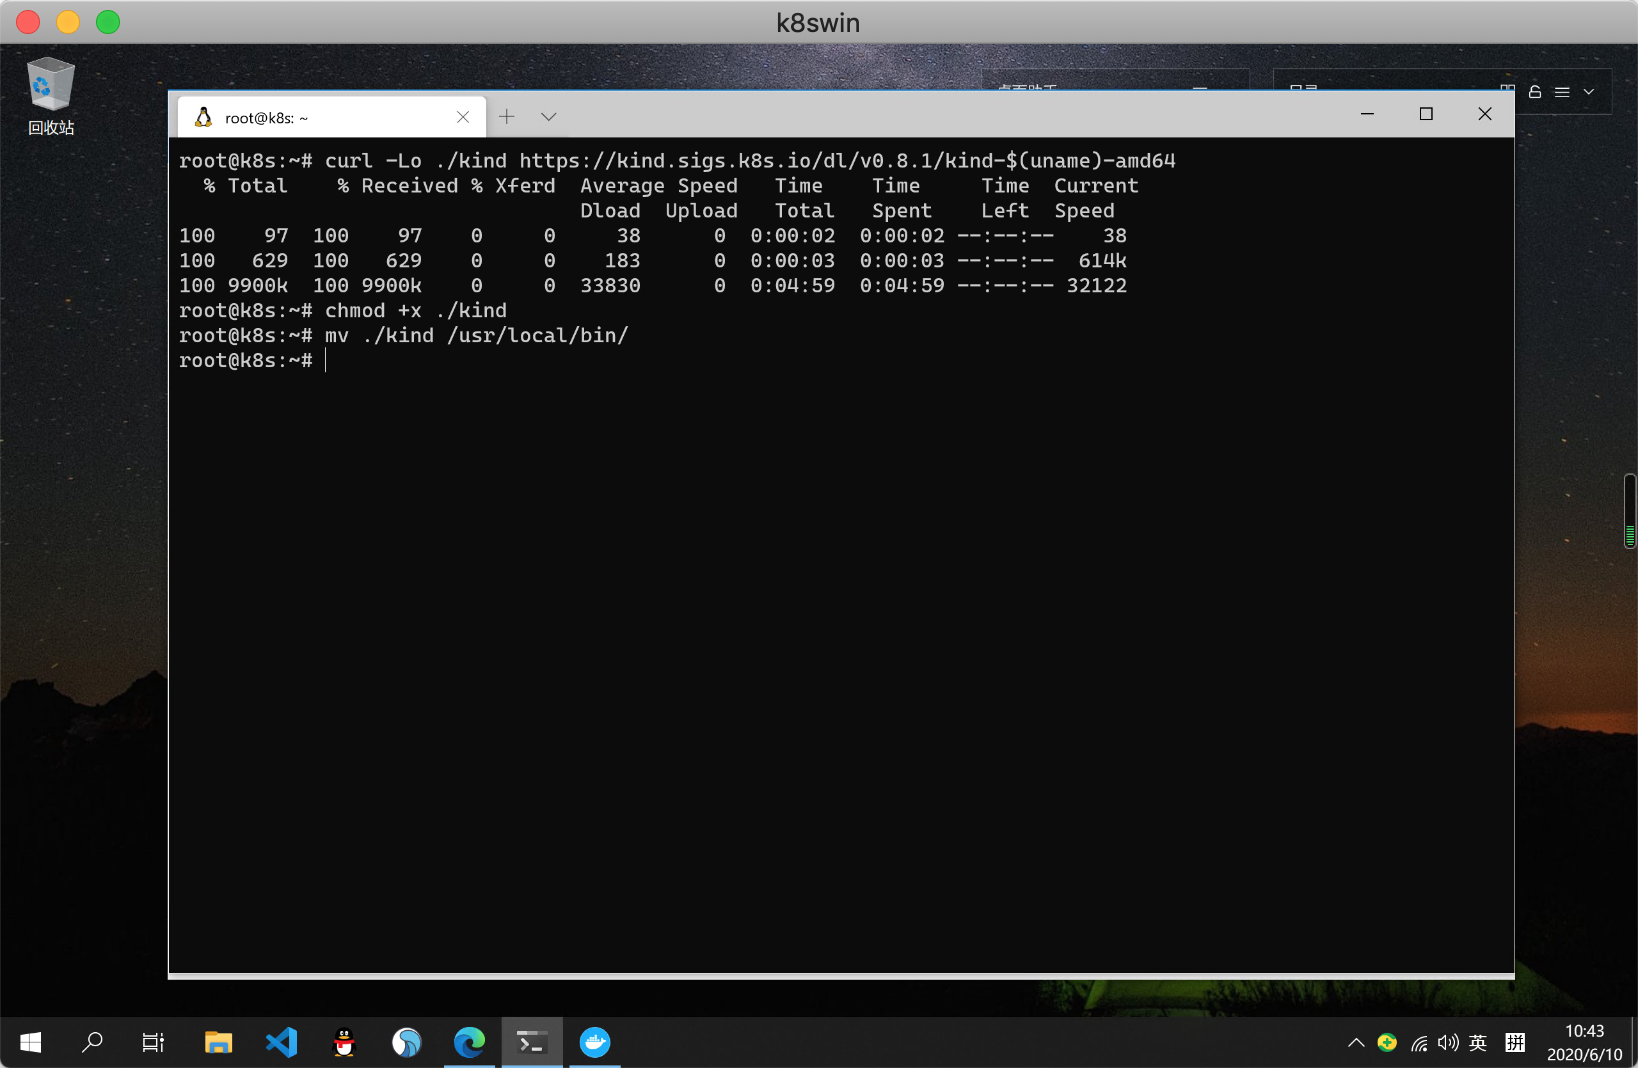 k8swin
回收站
root@k8s: ~
root@k8s:~# curl -Lo ./kind https://kind.sigs.k8s.io/dl/v0.8.1/kind-$(uname)-amd64
  % Total    % Received % Xferd  Average Speed   Time    Time     Time  Current
                                 Dload  Upload   Total   Spent    Left  Speed
100    97  100    97    0     0     38      0  0:00:02  0:00:02 --:--:--    38
100   629  100   629    0     0    183      0  0:00:03  0:00:03 --:--:--  614k
100 9900k  100 9900k    0     0  33830      0  0:04:59  0:04:59 --:--:-- 32122
root@k8s:~# chmod +x ./kind
root@k8s:~# mv ./kind /usr/local/bin/
root@k8s:~#
英
拼
10:43
2020/6/10